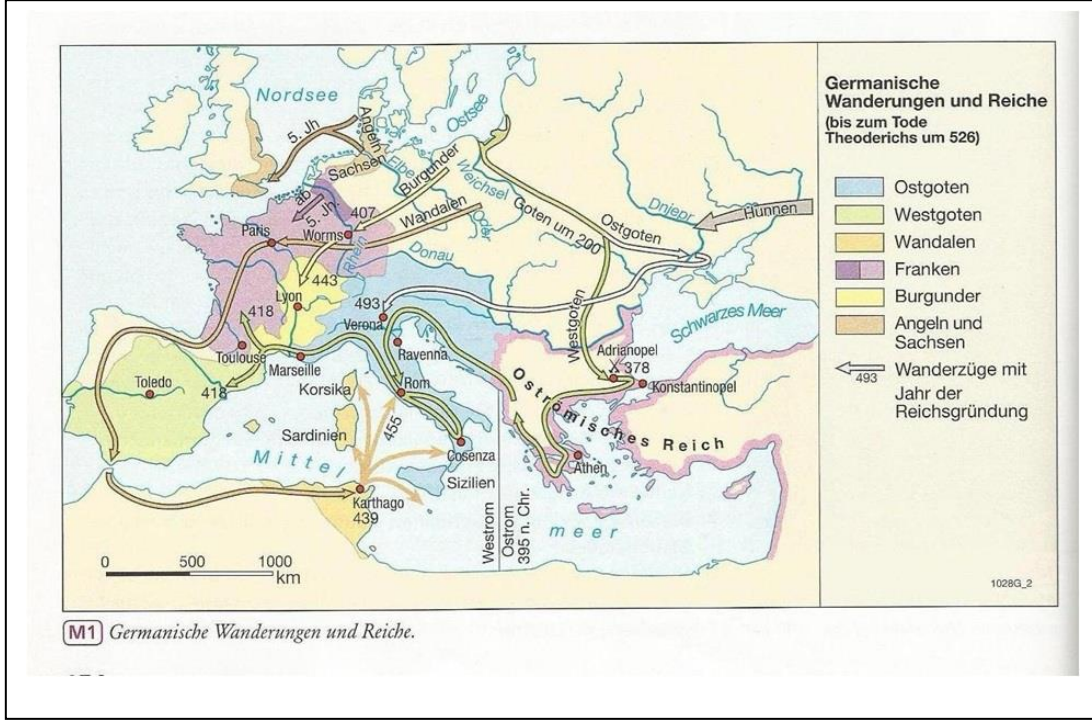 Nordsee
Ostsee
5. Jh
Angeln
Sachsen
Elbe
Burgunder
Weichsel
Wandalen
Oder
Goten um 200
Ostgoten
Dnjepr
Hunnen
ab
5. Jh.
407
Paris
Worms
Rhein
Donau
443
Lyon
418
493
Verona
Westgoten
Schwarzes Meer
Toulouse
Marseille
Ravenna
Adrianopel
378
Konstantinopel
Toledo
418
Korsika
Rom
Oströmisches Reich
Sardinien
455
Cosenza
Athen
Mittel
Sizilien
Karthago
439
Westrom
Ostrom
395 n. Chr.
meer
0 500 1000
km
Germanische
Wanderungen und Reiche
(bis zum Tode
Theoderichs um 526)
Ostgoten
Westgoten
Wandalen
Franken
Burgunder
Angeln und
Sachsen
493
Wanderzüge mit
Jahr der
Reichsgründung
1028G_2
M1 Germanische Wanderungen und Reiche.